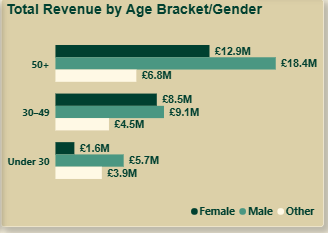 Total Revenue by Age Bracket/Gender
£12.9M
50+
£18.4M
£6.8M
£8.5M
30–49
£9.1M
£4.5M
£1.6M
Under 30
£5.7M
£3.9M
Female Male Other